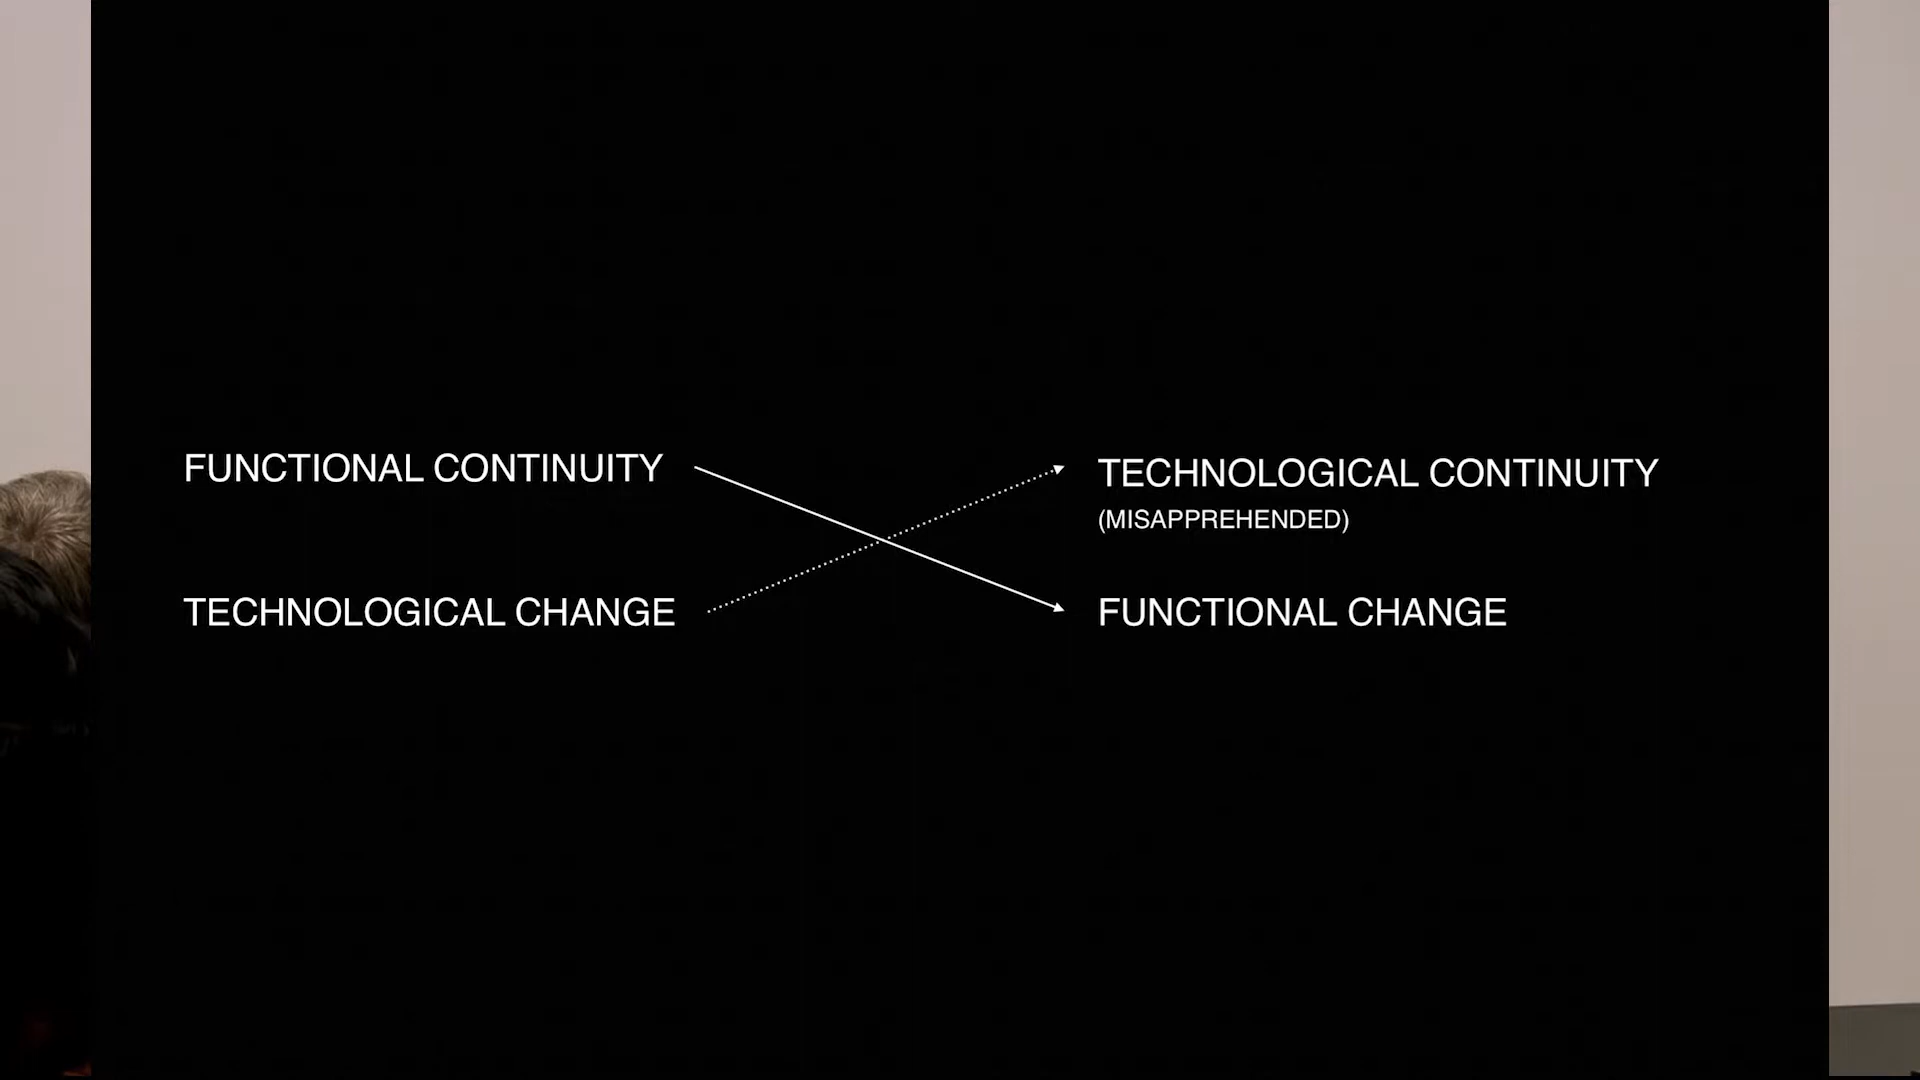 FUNCTIONAL CONTINUITY
TECHNOLOGICAL CHANGE
TECHNOLOGICAL CONTINUITY
(MISAPPREHENDED)
FUNCTIONAL CHANGE